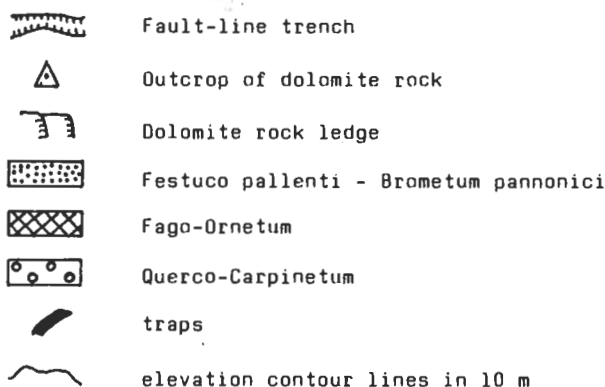 Fault-line trench
Outcrop of dolomite rock
Dolomite rock ledge
Festuco pallenti - Brometum pannonici
Fago-Ornetum
Querco-Carpinetum
traps
elevation contour lines in 10 m